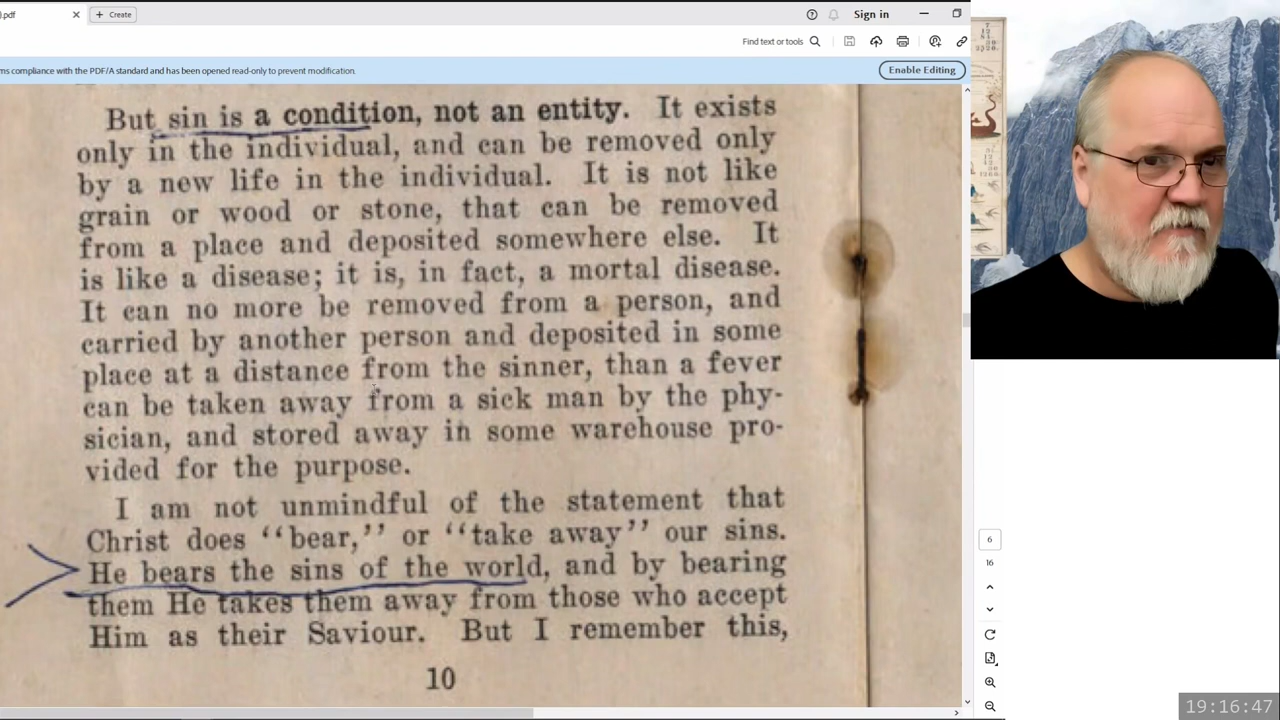 ).pdf
Create
Sign in
Find text or tools
ms compliance with the PDF/A standard and has been opened read-only to prevent modification.
Enable Editing
But sin is a condition, not an entity. It exists
only in the individual, and can be removed only
by a new life in the individual. It is not like
grain or wood or stone, that can be removed
from a place and deposited somewhere else. It
is like a disease; it is, in fact, a mortal disease.
It can no more be removed from a person, and
carried by another person and deposited in some
place at a distance from the sinner, than a fever
can be taken away from a sick man by the phy-
sician, and stored away in some warehouse pro-
vided for the purpose.
I am not unmindful of the statement that
Christ does ‘‘bear,’’ or ‘‘take away’’ our sins.
He bears the sins of the world, and by bearing
them He takes them away from those who accept
Him as their Saviour. But I remember this,
10
6
16
19:16:47